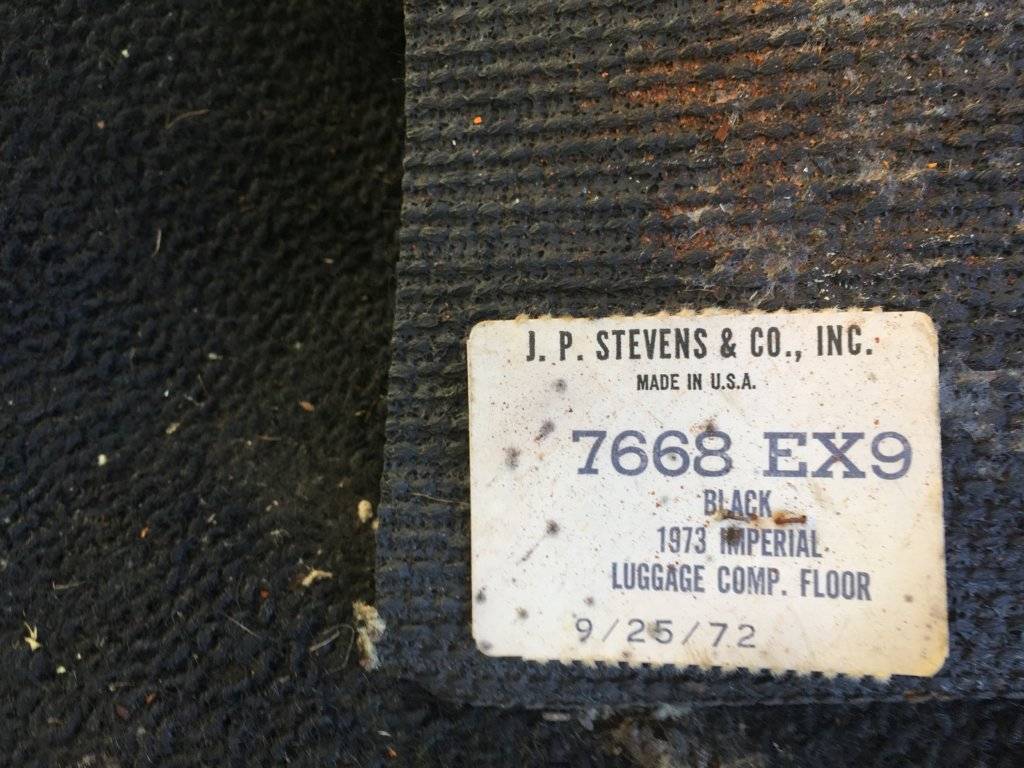 J. P. STEVENS & CO., INC.
MADE IN U.S.A.
7668 EX9
BLACK
1973 IMPERIAL
LUGGAGE COMP. FLOOR
9/25/72